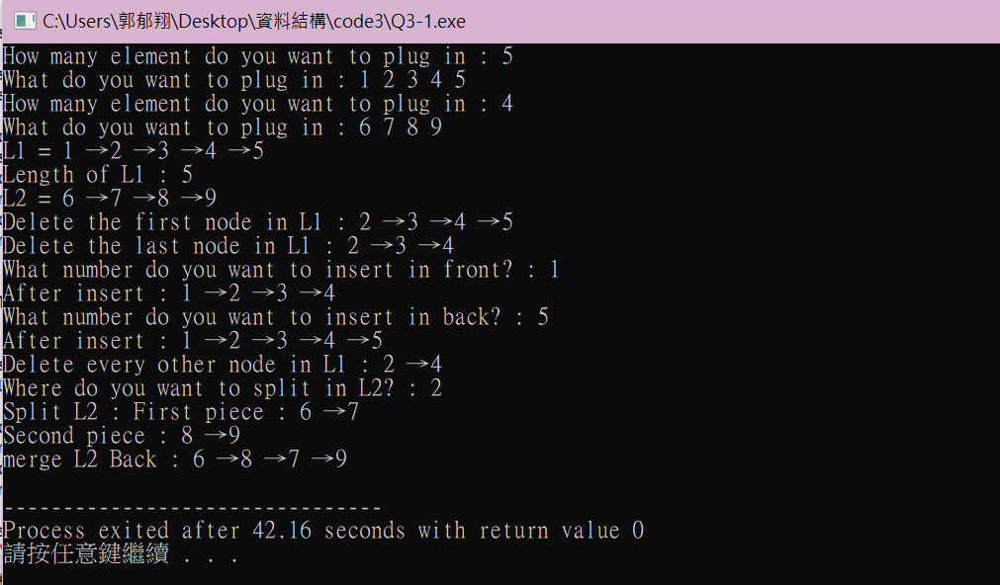 C:\Users\郭郁翔\Desktop\資料結構\code3\Q3-1.exe
How many element do you want to plug in : 5
What do you want to plug in : 1 2 3 4 5
How many element do you want to plug in : 4
What do you want to plug in : 6 7 8 9
L1 = 1 →2 →3 →4 →5
Length of L1 : 5
L2 = 6 →7 →8 →9
Delete the first node in L1 : 2 →3 →4 →5
Delete the last node in L1 : 2 →3 →4
What number do you want to insert in front? : 1
After insert : 1 →2 →3 →4
What number do you want to insert in back? : 5
After insert : 1 →2 →3 →4 →5
Delete every other node in L1 : 2 →4
Where do you want to split in L2? : 2
Split L2 : First piece : 6 →7
Second piece : 8 →9
merge L2 Back : 6 →8 →7 →9
--------------------------------
Process exited after 42.16 seconds with return value 0
請按任意鍵繼續 . . .